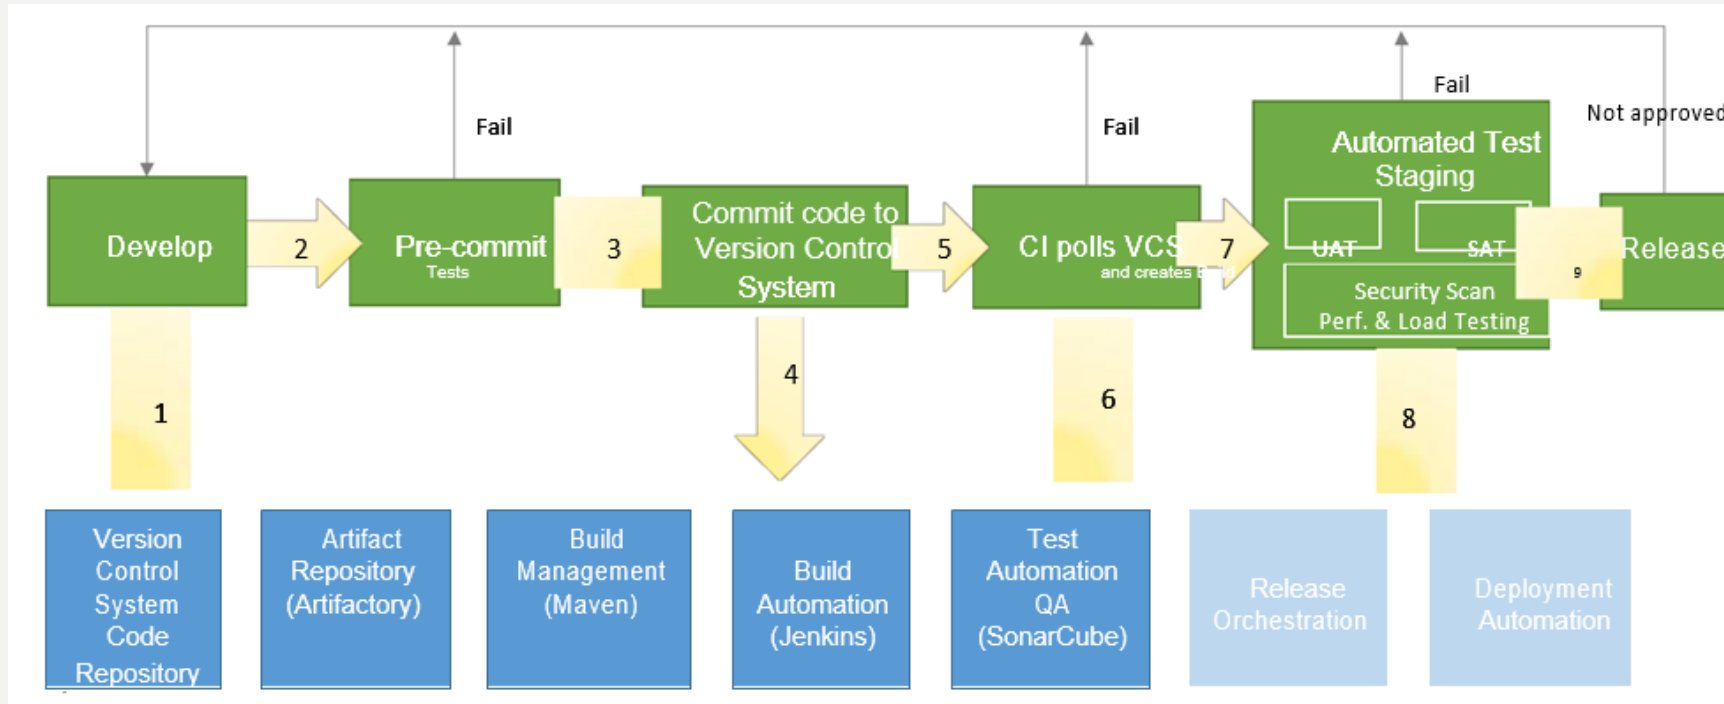 Fail
Fail
Fail
Not approved
Develop
2
Pre-commit
Tests
3
Commit code to
Version Control
System
5
CI polls VCS
and creates Build
7
Automated Test
Staging
UAT
SAT
Security Scan
Perf. & Load Testing
9
Release
1
4
6
8
Version
Control
System
Code
Repository
Artifact
Repository
(Artifactory)
Build
Management
(Maven)
Build
Automation
(Jenkins)
Test
Automation
QA
(SonarCube)
Release
Orchestration
Deployment
Automation